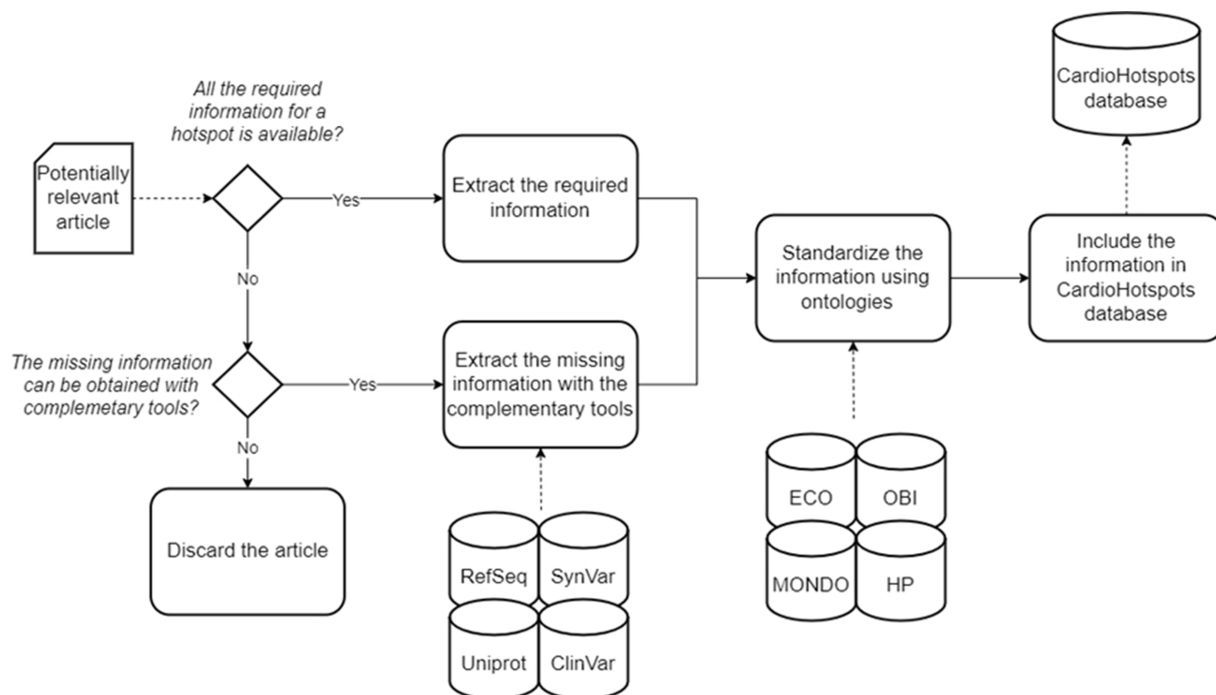 CardioHotspots
database
All the required
information for a
hotspot is available?
Potentially
relevant
article
Yes
Extract the required
information
No
Standardize the
information using
ontologies
Include the
information in
CardioHotspots
database
The missing information
can be obtained with
complemetary tools?
Yes
Extract the missing
information with the
complementary tools
No
Discard the article
RefSeq
SynVar
Uniprot
ClinVar
ECO
OBI
MONDO
HP